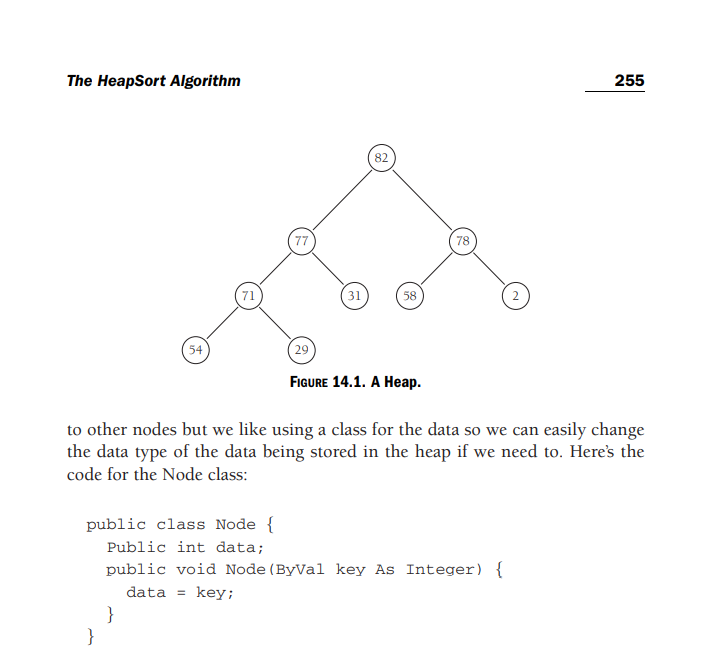 The HeapSort Algorithm 255
82
77 78
71 31 58 2
54 29
FIGURE 14.1. A Heap.
to other nodes but we like using a class for the data so we can easily change
the data type of the data being stored in the heap if we need to. Here's the
code for the Node class:
public class Node {
Public int data;
public void Node(ByVal key As Integer) {
data = key;
}
}